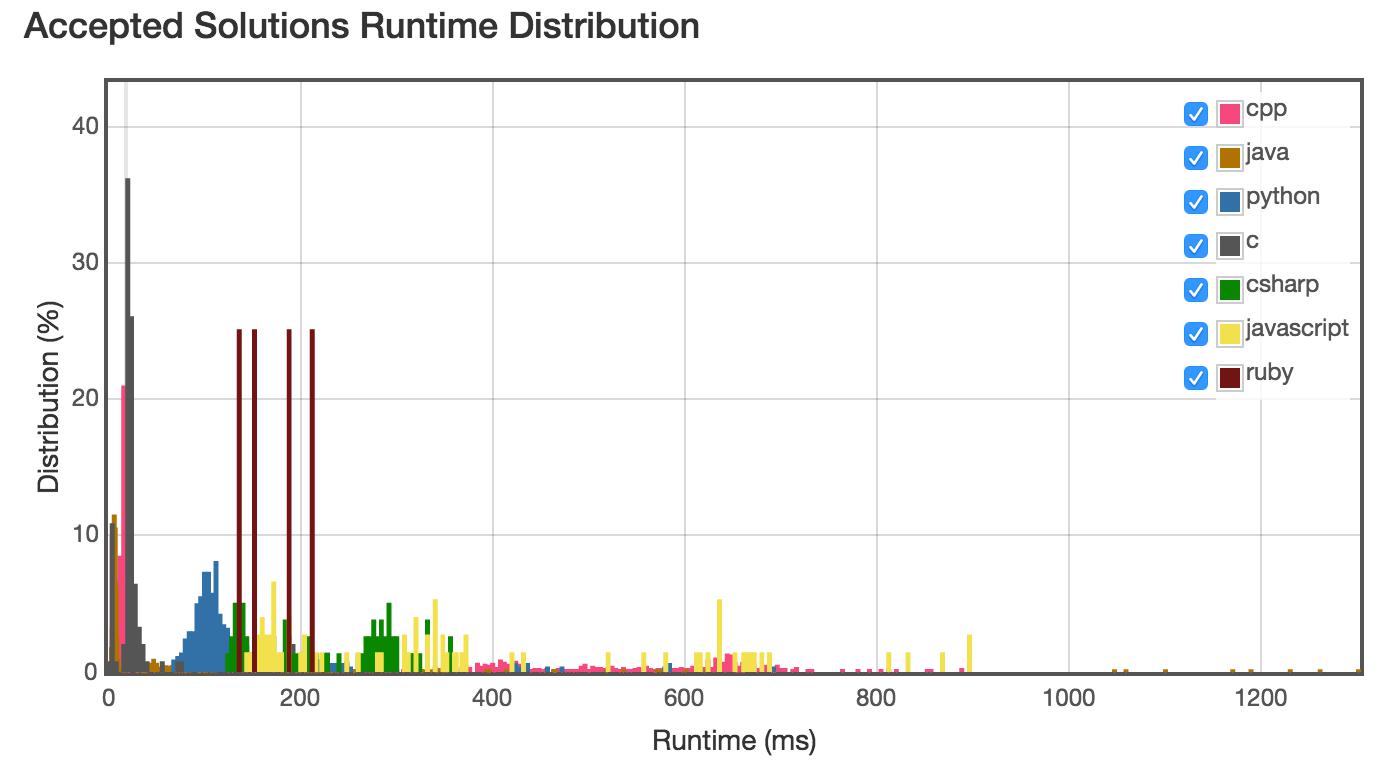 Accepted Solutions Runtime Distribution
Distribution (%)
40
30
20
10
0
cpp
java
python
c
csharp
javascript
ruby
0 200 400 600 800 1000 1200
Runtime (ms)